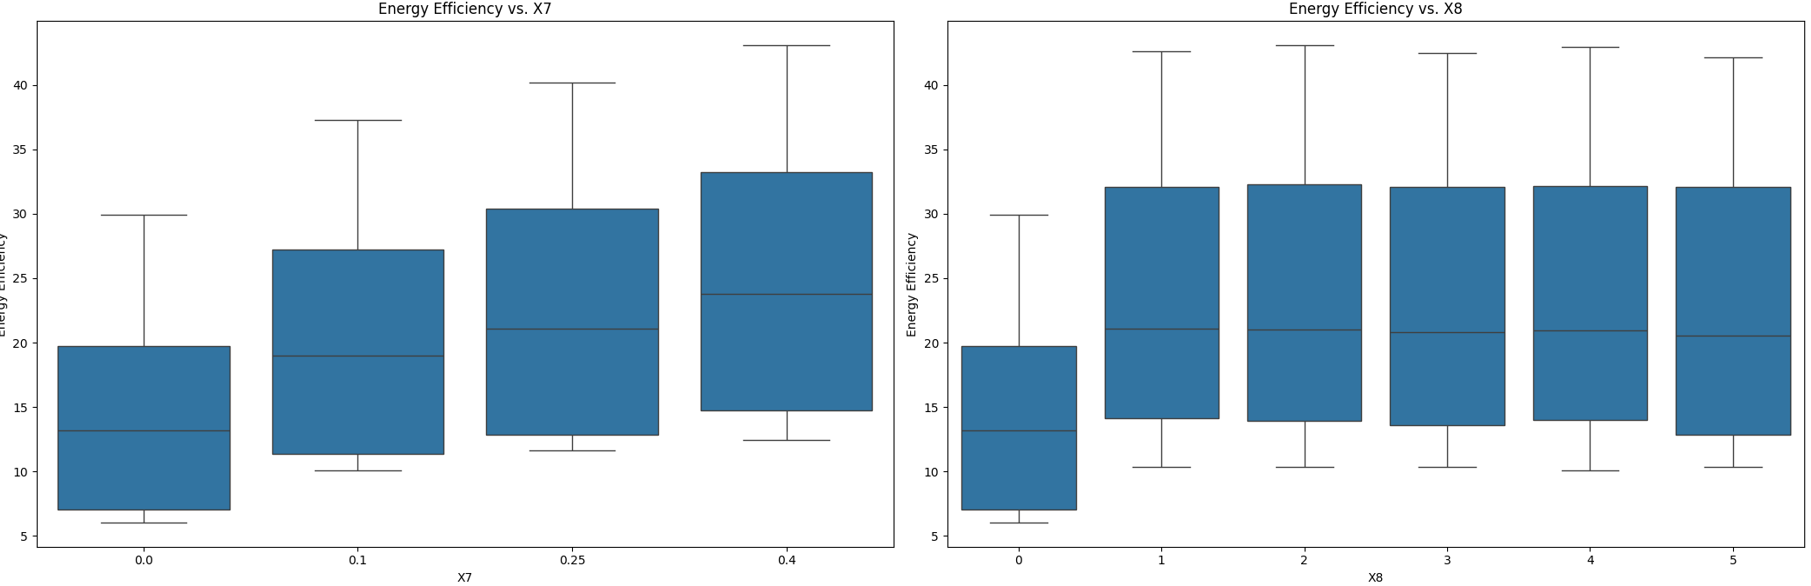 Energy Efficiency vs. X7
40
35
30
25
20
15
10
5
Energy Efficiency
0.0 0.1 0.25 0.4
X7
Energy Efficiency vs. X8
40
35
30
25
20
15
10
5
Energy Efficiency
0 1 2 3 4 5
X8